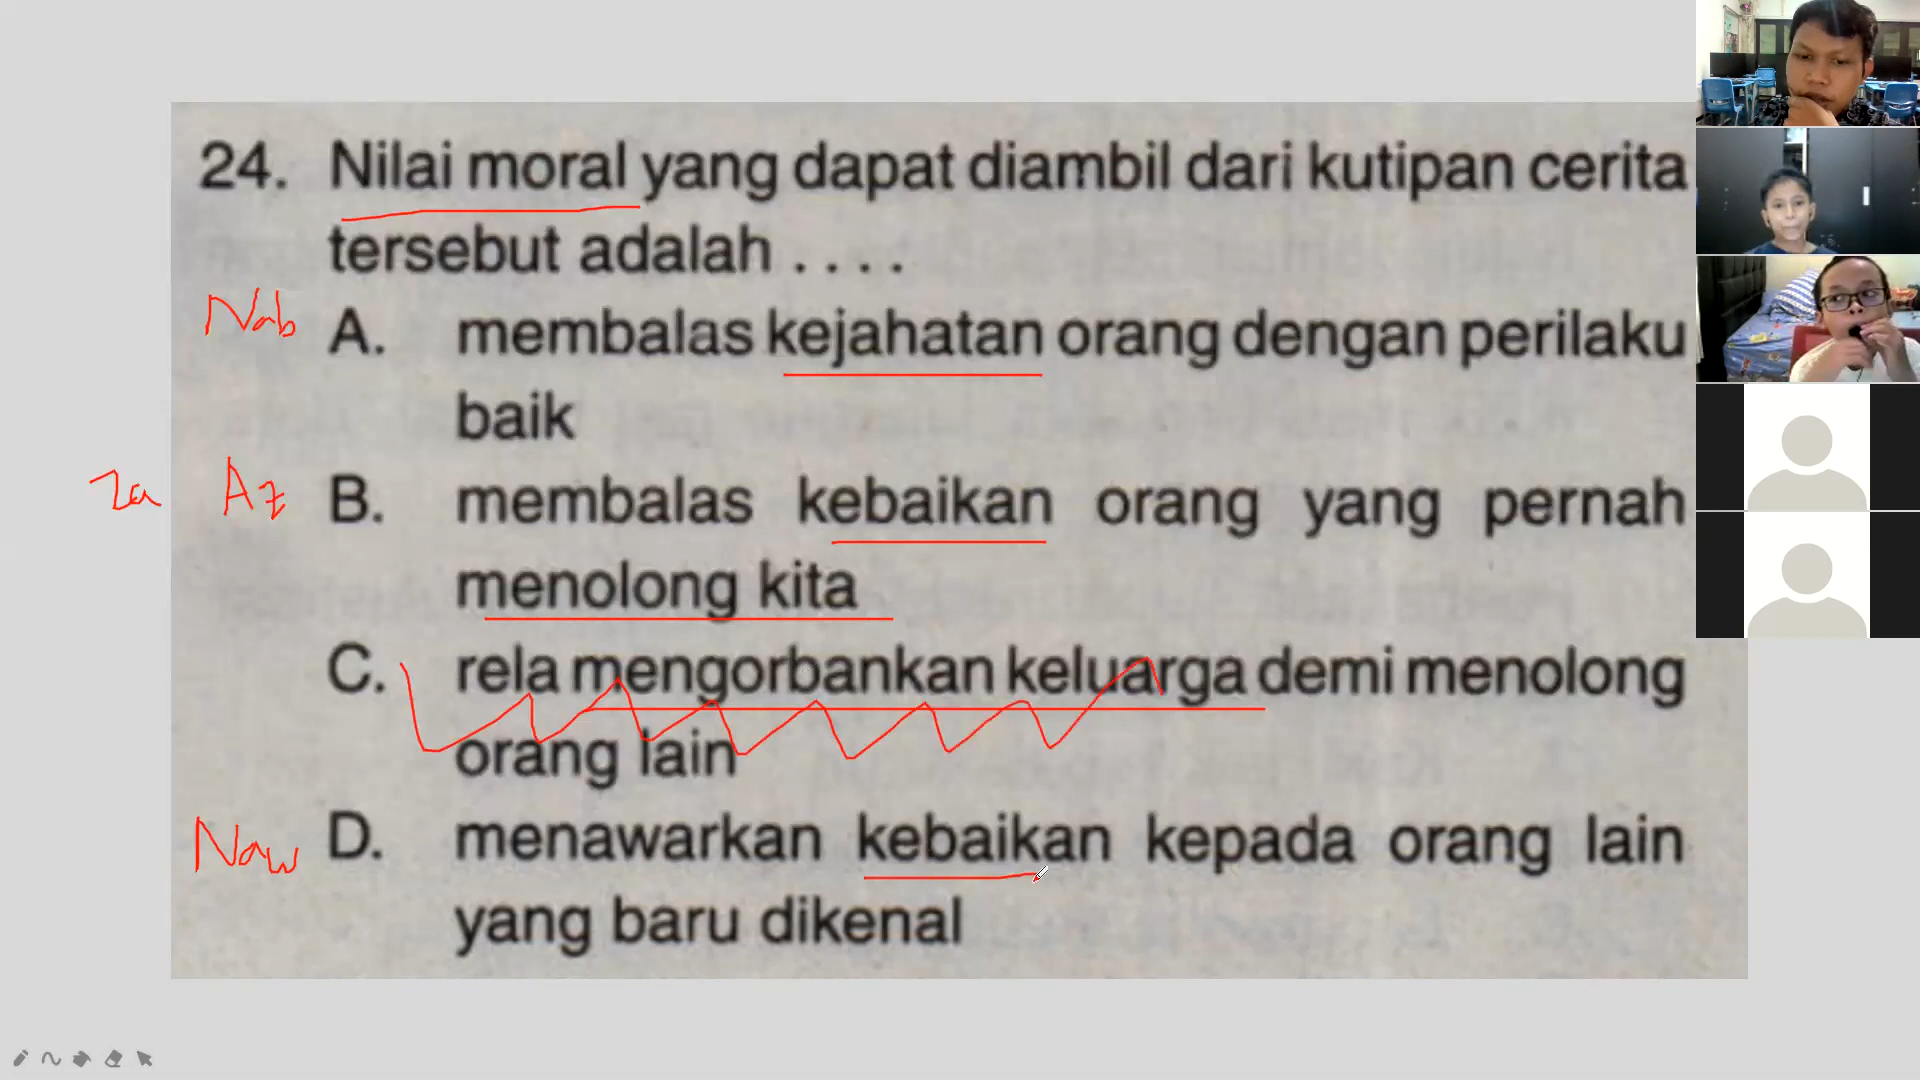 24. Nilai moral yang dapat diambil dari kutipan cerita
tersebut adalah . . . .
Nab A. membalas kejahatan orang dengan perilaku
baik
Za Az B. membalas kebaikan orang yang pernah
menolong kita
C. rela mengorbankan keluarga demi menolong
orang lain
Naw D. menawarkan kebaikan kepada orang lain
yang baru dikenal